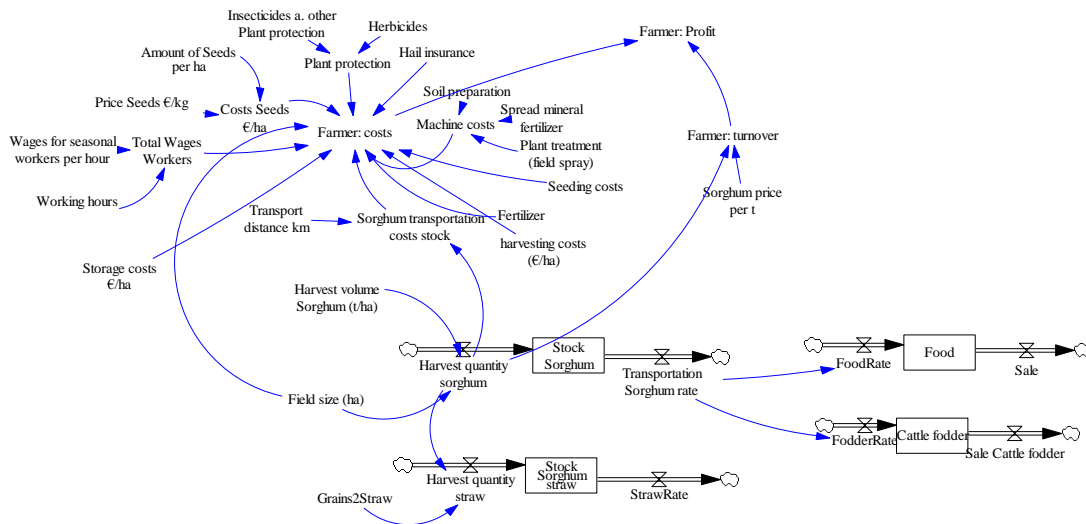 Insecticides a. other
Plant protection
Herbicides
Farmer: Profit
Amount of Seeds
per ha
Hail insurance
Plant protection
Soil preparation
Price Seeds €/kg
Costs Seeds
€/ha
Spread mineral
fertilizer
Farmer: costs
Machine costs
Wages for seasonal
workers per hour
Total Wages
Workers
Farmer: turnover
Plant treatment
(field spray)
Seeding costs
Sorghum price
per t
Working hours
Transport
distance km
Sorghum transportation
costs stock
Fertilizer
harvesting costs
(€/ha)
Storage costs
€/ha
Harvest volume
Sorghum (t/ha)
Stock
Sorghum
Food
Harvest quantity
sorghum
Transportation
Sorghum rate
FoodRate
Sale
Field size (ha)
Cattle fodder
FodderRate
Sale Cattle fodder
Stock
Sorghum
straw
Harvest quantity
straw
StrawRate
Grains2Straw